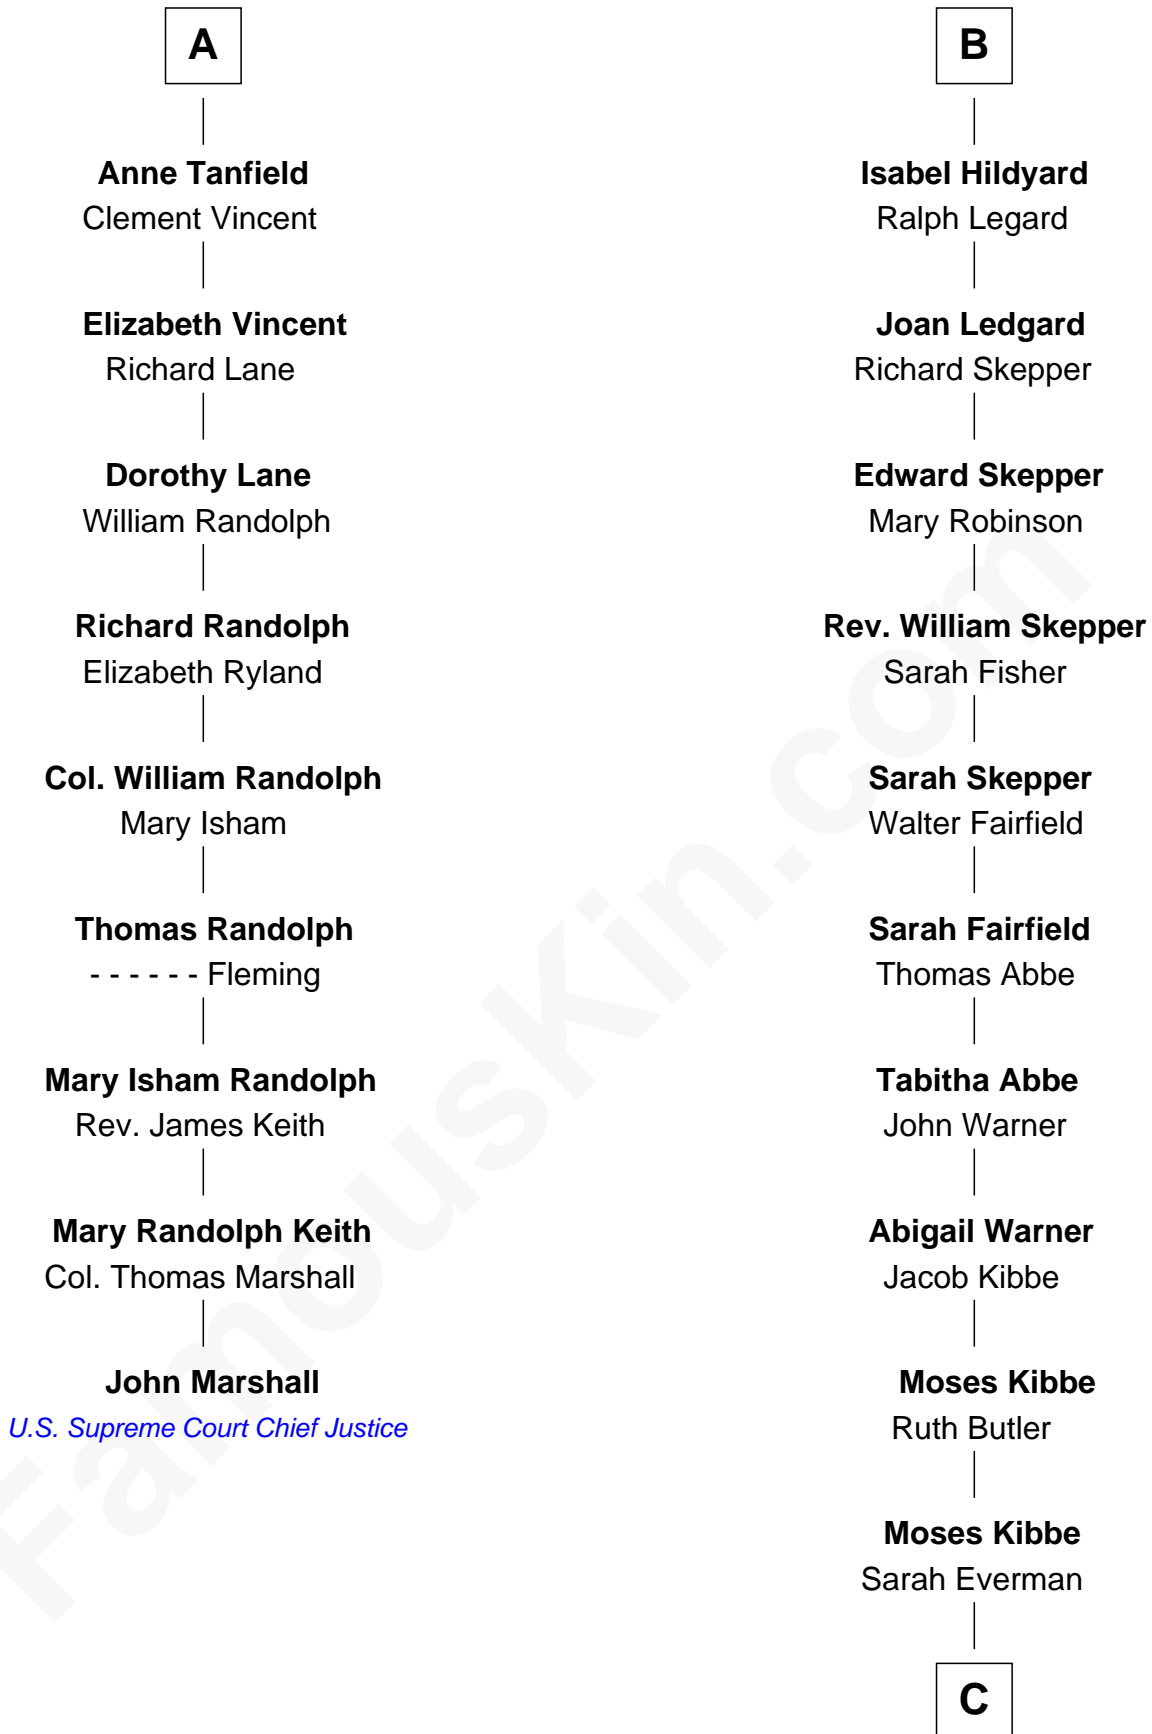 A
Anne Tanfield
Clement Vincent
Elizabeth Vincent
Richard Lane
Dorothy Lane
William Randolph
Richard Randolph
Elizabeth Ryland
Col. William Randolph
Mary Isham
Thomas Randolph
- - - - - - Fleming
Mary Isham Randolph
Rev. James Keith
Mary Randolph Keith
Col. Thomas Marshall
John Marshall
U.S. Supreme Court Chief Justice
B
Isabel Hildyard
Ralph Legard
Joan Ledgard
Richard Skepper
Edward Skepper
Mary Robinson
Rev. William Skepper
Sarah Fisher
Sarah Skepper
Walter Fairfield
Sarah Fairfield
Thomas Abbe
Tabitha Abbe
John Warner
Abigail Warner
Jacob Kibbe
Moses Kibbe
Ruth Butler
Moses Kibbe
Sarah Everman
C
FamousKin.com